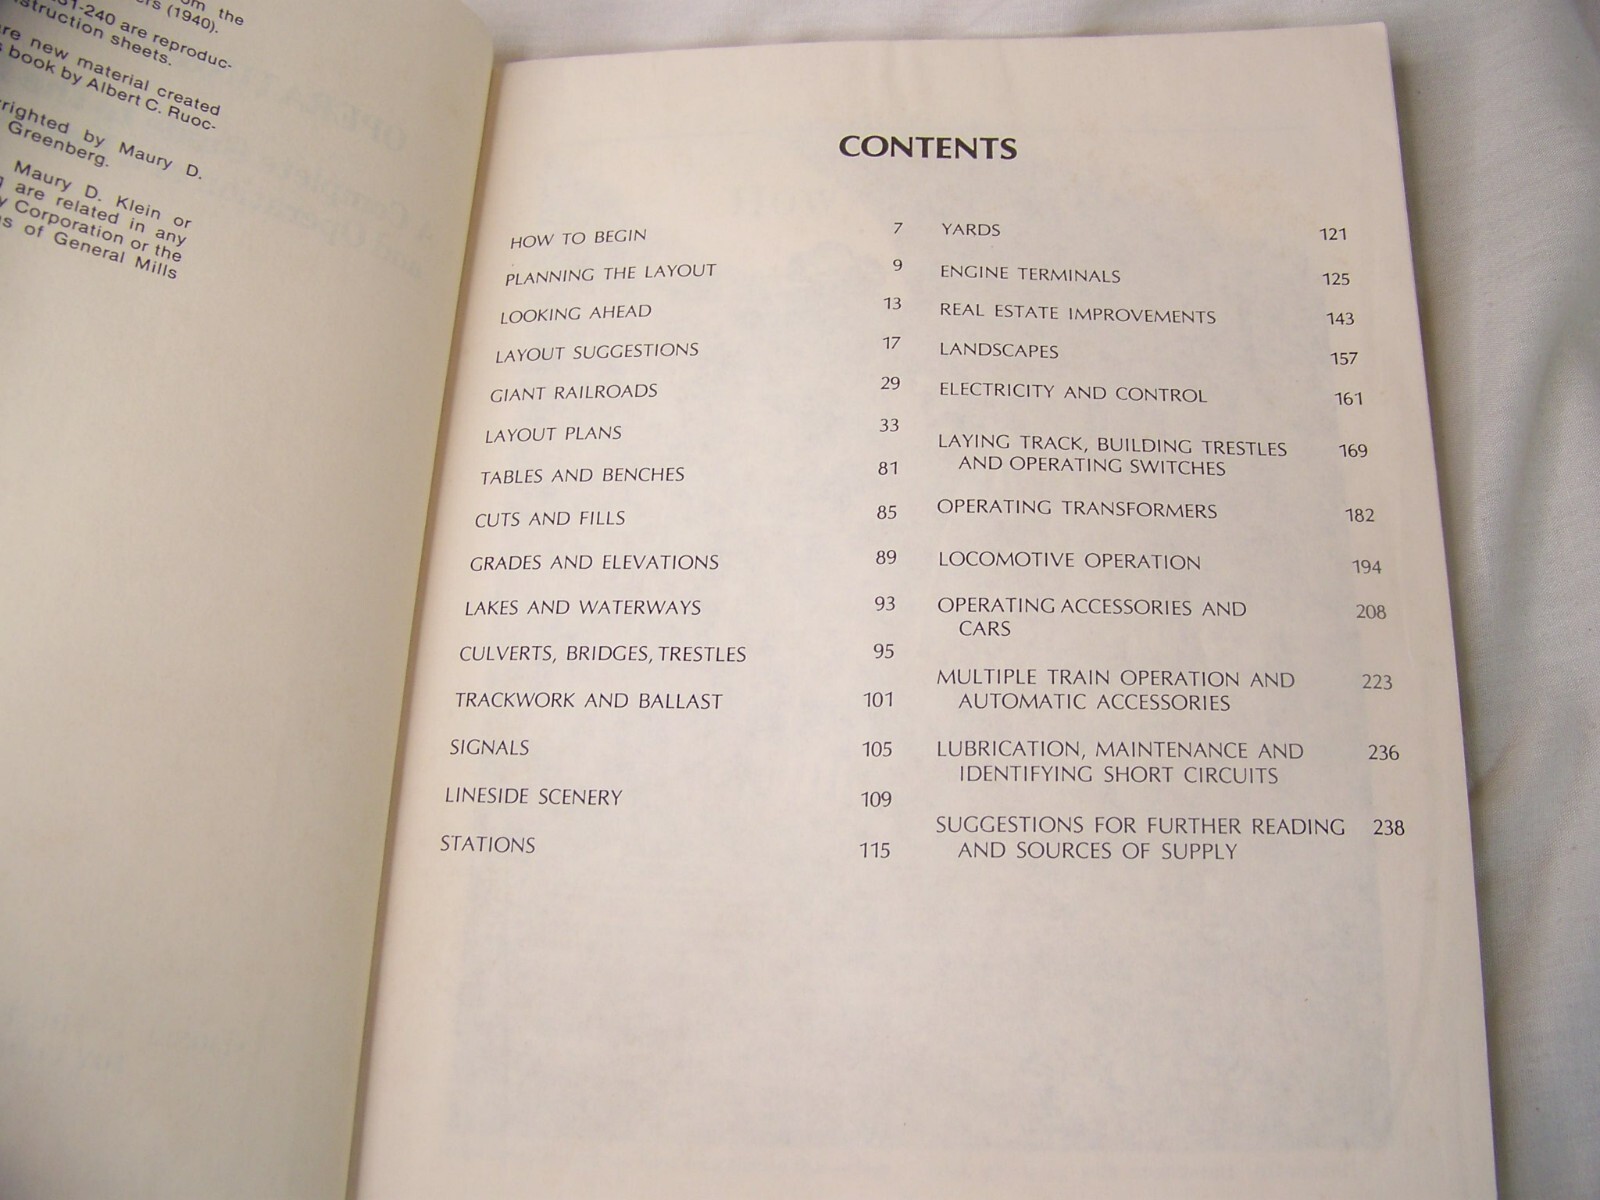 om the
rs (1940).
31-240 are reproduc-
struction sheets.
re new material created
s book by Albert C. Ruoc-
righted by Maury D.
Greenberg.
Maury D. Klein or
g are related in any
y Corporation or the
es of General Mills
CONTENTS
HOW TO BEGIN 7
PLANNING THE LAYOUT 9
LOOKING AHEAD 13
LAYOUT SUGGESTIONS 17
GIANT RAILROADS 29
LAYOUT PLANS 33
TABLES AND BENCHES 81
CUTS AND FILLS 85
GRADES AND ELEVATIONS 89
LAKES AND WATERWAYS 93
CULVERTS, BRIDGES, TRESTLES 95
TRACKWORK AND BALLAST 101
SIGNALS 105
LINESIDE SCENERY 109
STATIONS 115
YARDS 121
ENGINE TERMINALS 125
REAL ESTATE IMPROVEMENTS 143
LANDSCAPES 157
ELECTRICITY AND CONTROL 161
LAYING TRACK, BUILDING TRESTLES 169
AND OPERATING SWITCHES
OPERATING TRANSFORMERS 182
LOCOMOTIVE OPERATION 194
OPERATING ACCESSORIES AND 208
CARS
MULTIPLE TRAIN OPERATION AND 223
AUTOMATIC ACCESSORIES
LUBRICATION, MAINTENANCE AND 236
IDENTIFYING SHORT CIRCUITS
SUGGESTIONS FOR FURTHER READING 238
AND SOURCES OF SUPPLY